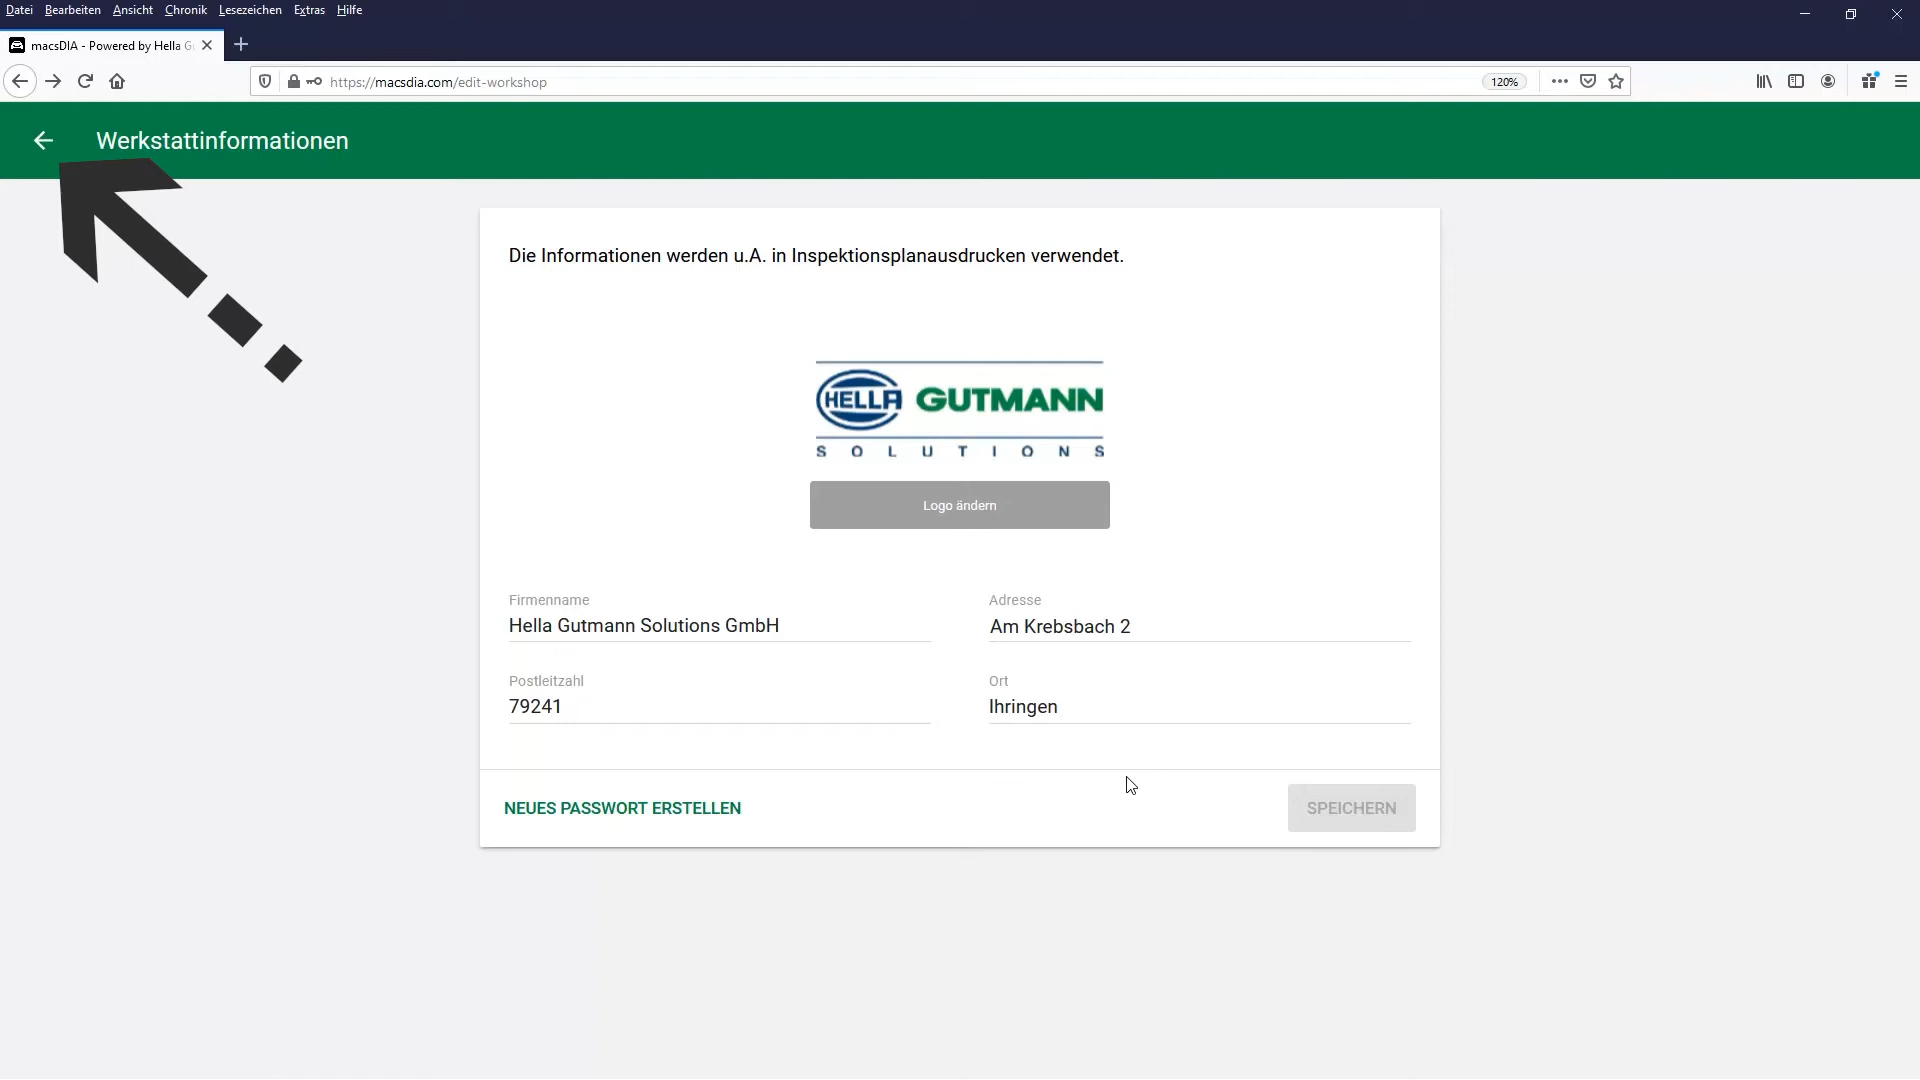 Datei Bearbeiten Ansicht Chronik Lesezeichen Extras Hilfe
macsDIA - Powered by Hella
https://macsdia.com/edit-workshop 120%
Werkstattinformationen
Die Informationen werden u.A. in Inspektionsplanausdrucken verwendet.
HELLA GUTMANN
SOLUTIONS
Logo ändern
Firmenname Adresse
Hella Gutmann Solutions GmbH Am Krebsbach 2
Postleitzahl Ort
79241 Ihringen
NEUES PASSWORT ERSTELLEN SPEICHERN